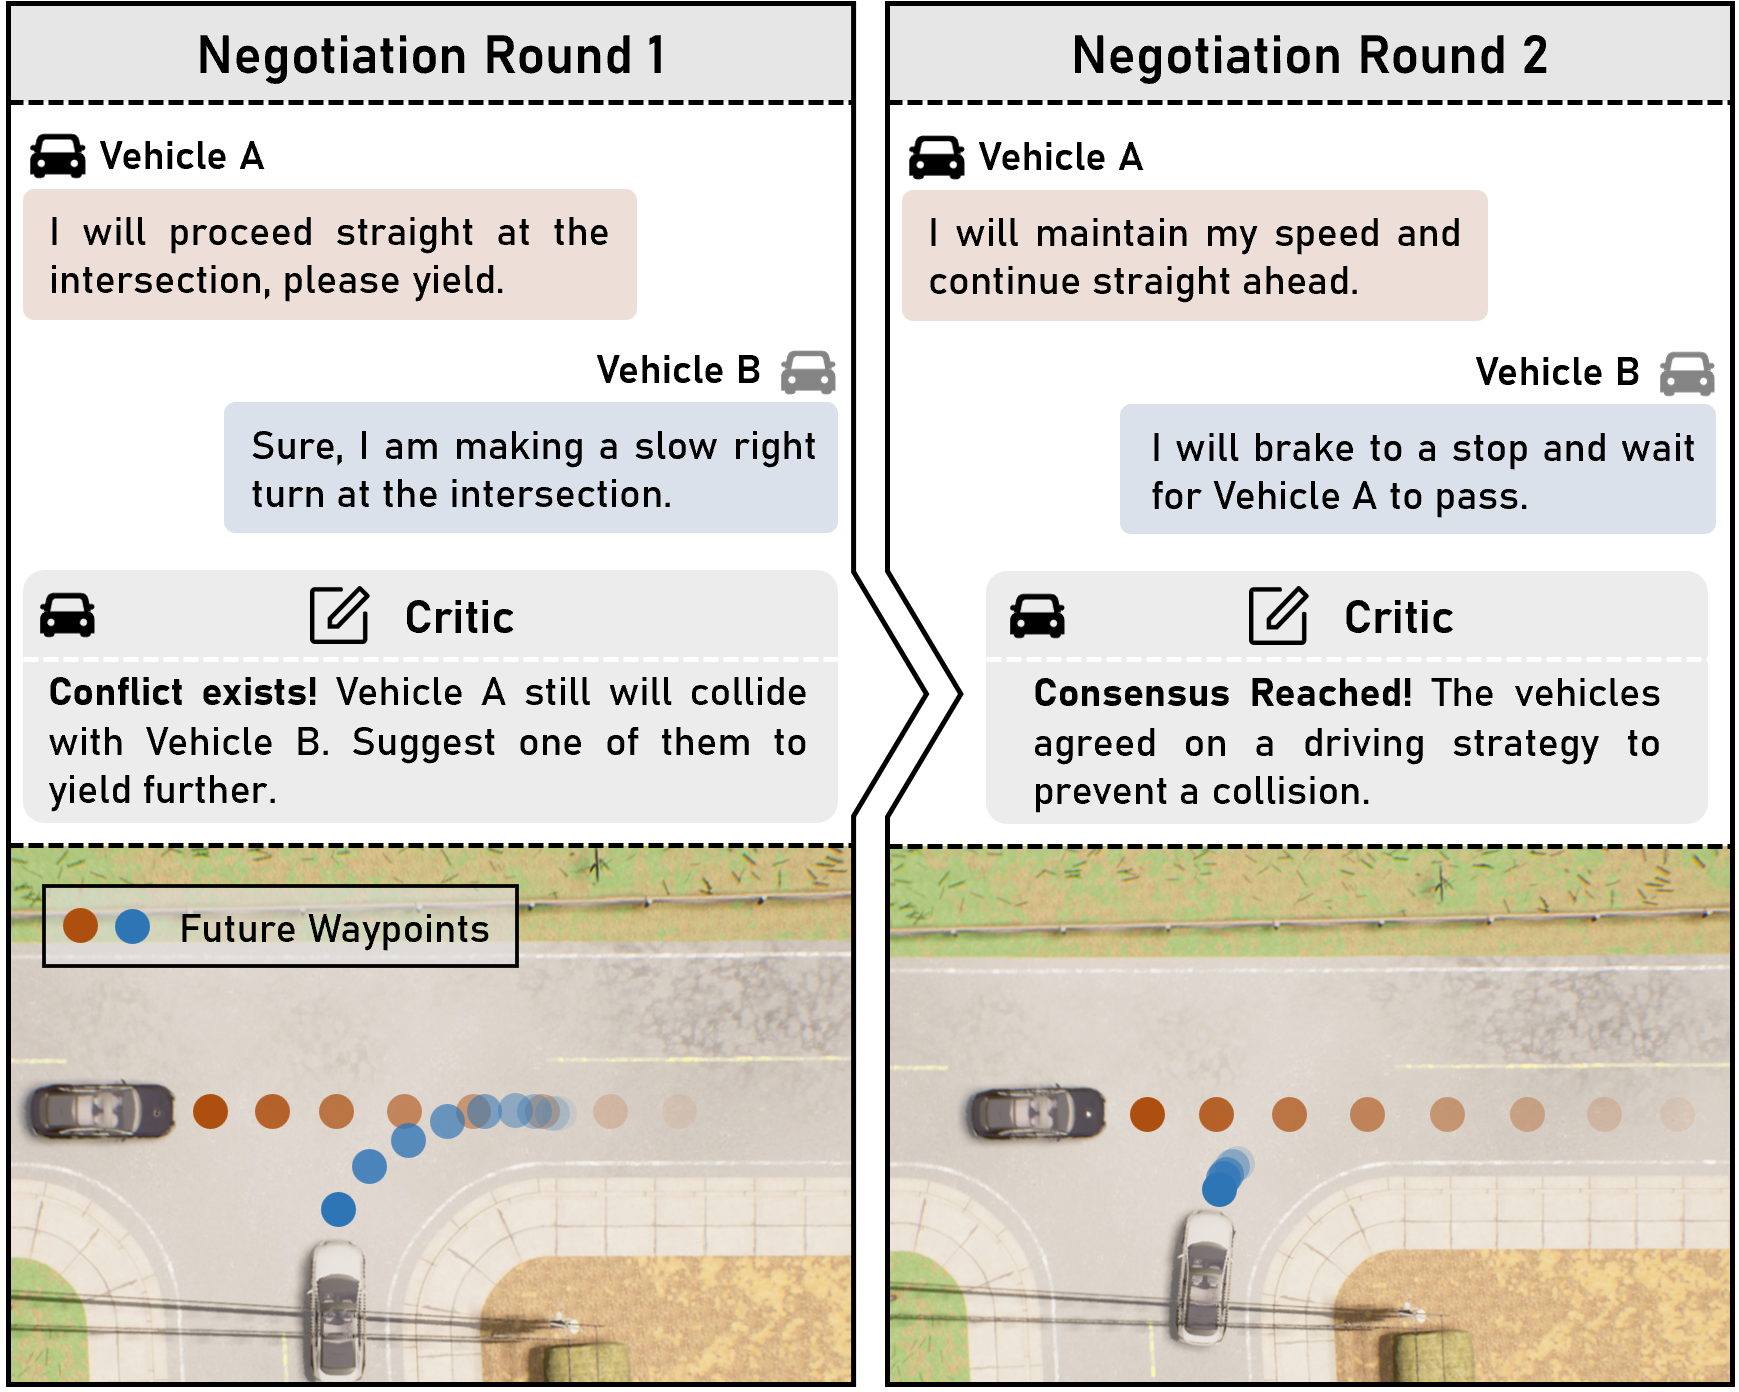 Negotiation Round 1
Vehicle A
I will proceed straight at the
intersection, please yield.
Vehicle B
Sure, I am making a slow right
turn at the intersection.
Critic
Conflict exists! Vehicle A still will collide
with Vehicle B. Suggest one of them to
yield further.
Future Waypoints
Negotiation Round 2
Vehicle A
I will maintain my speed and
continue straight ahead.
Vehicle B
I will brake to a stop and wait
for Vehicle A to pass.
Critic
Consensus Reached! The vehicles
agreed on a driving strategy to
prevent a collision.